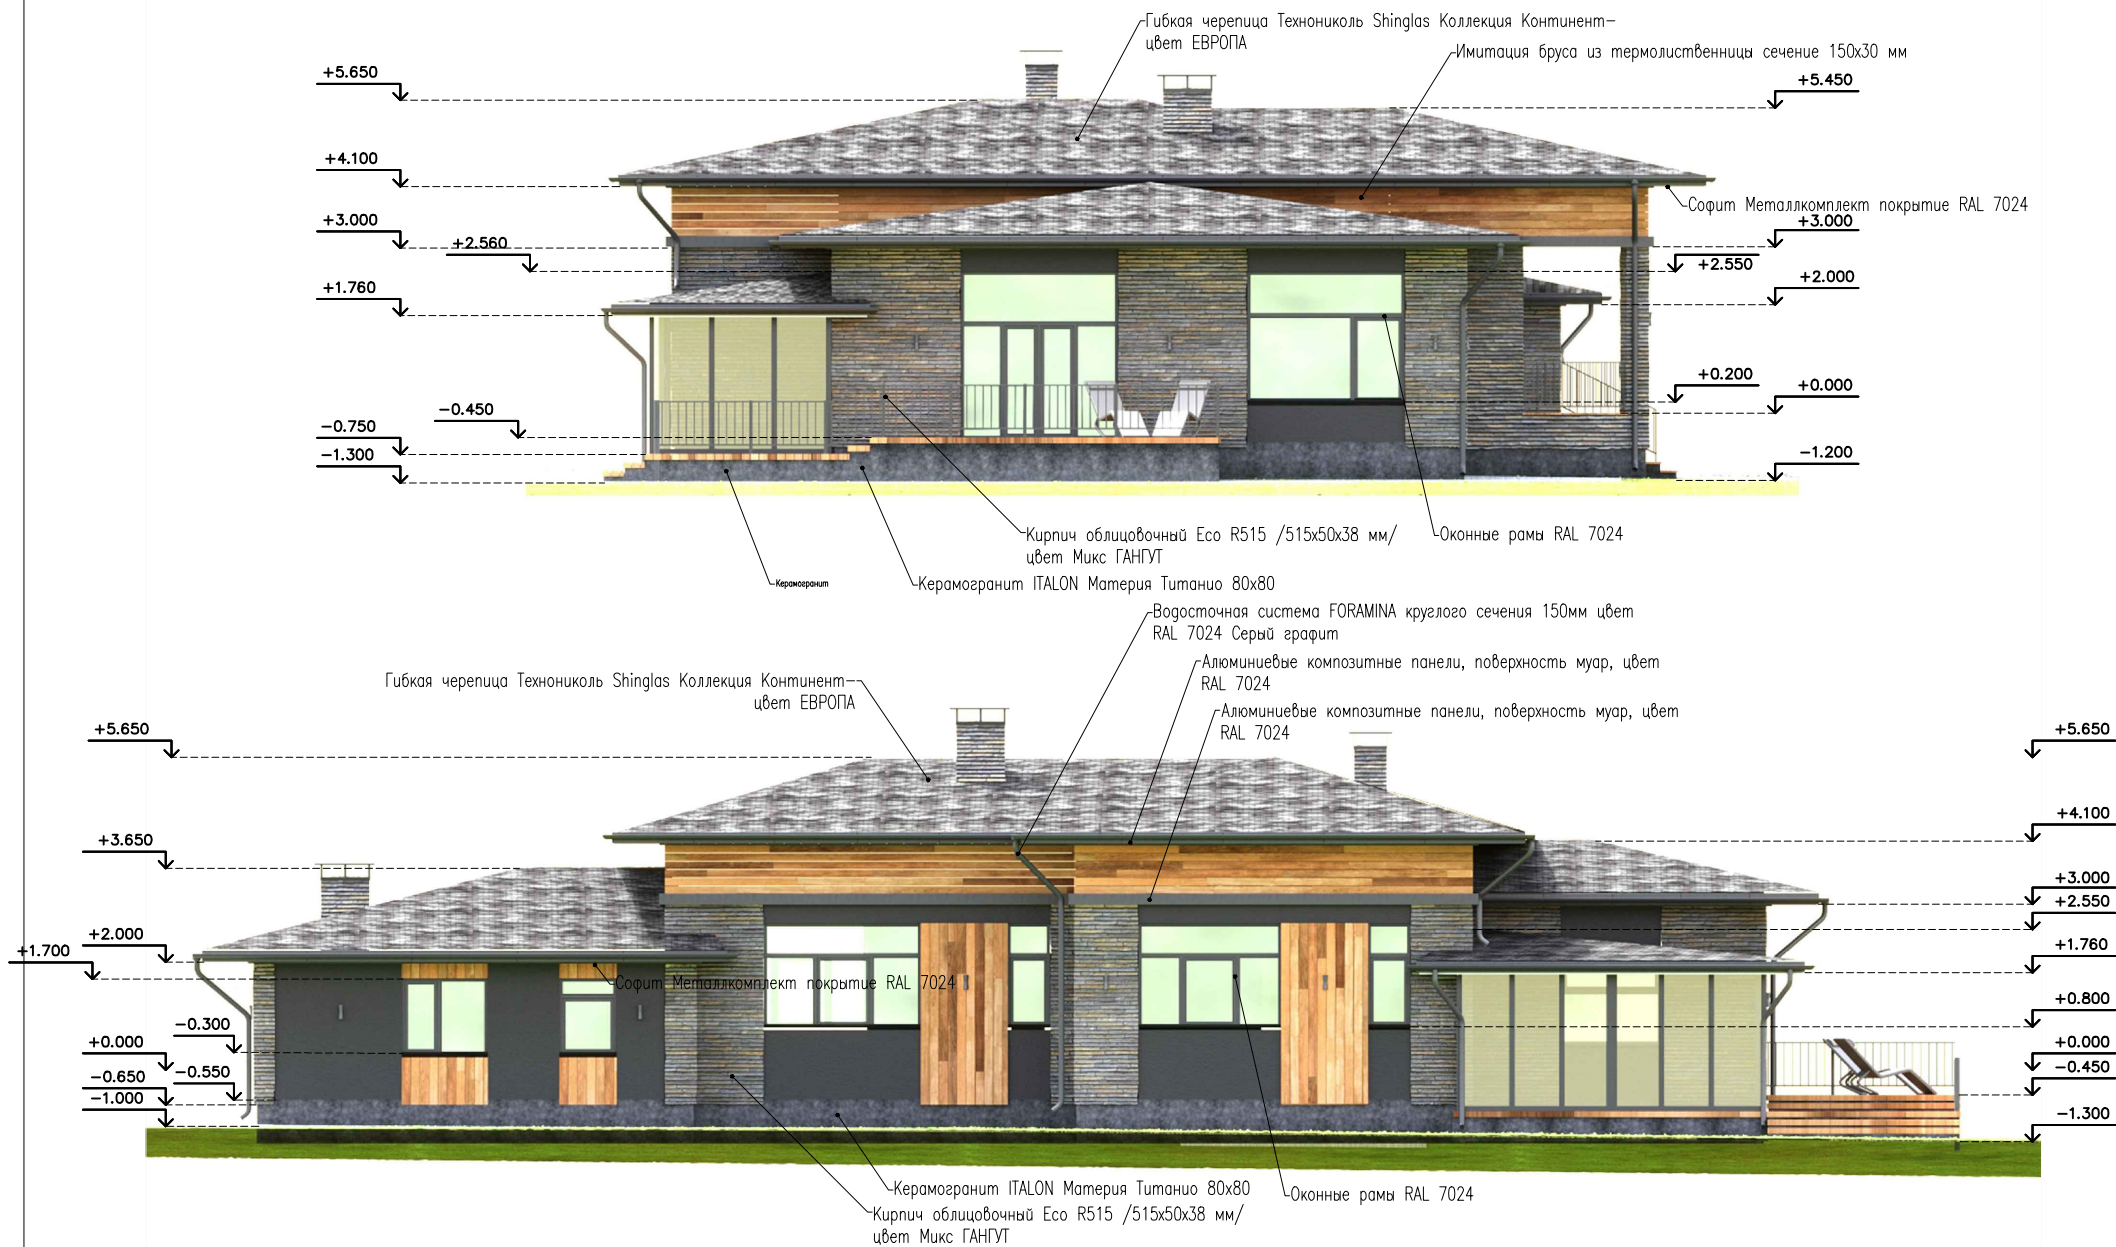 Гибкая черепица Технониколь Shinglas Коллекция Континент-
цвет ЕВРОПА
Имитация бруса из термолиственницы сечение 150х30 мм
+5.650
+5.450
+4.100
Софит Металлкомплект покрытие RAL 7024
+3.000
+3.000
+2.560
+2.550
+1.760
+2.000
+0.200
+0.000
-0.450
-0.750
-1.300
-1.200
Кирпич облицовочный Eco R515 /515х50х38 мм/
цвет Микс ГАНГУТ
Оконные рамы RAL 7024
Керамогранит
Керамогранит ITALON Материя Титанио 80х80
Водосточная система FORAMINA круглого сечения 150мм цвет
RAL 7024 Серый графит
Алюминиевые композитные панели, поверхность муар, цвет
RAL 7024
Гибкая черепица Технониколь Shinglas Коллекция Континент-
цвет ЕВРОПА
Алюминиевые композитные панели, поверхность муар, цвет
RAL 7024
+5.650
+5.650
+4.100
+3.650
+3.000
+2.550
+2.000
+1.700
+1.760
Софит Металлкомплект покрытие RAL 7024
+0.800
-0.300
+0.000
+0.000
-0.450
-0.550
-0.650
-1.000
-1.300
Керамогранит ITALON Материя Титанио 80х80
Оконные рамы RAL 7024
Кирпич облицовочный Eco R515 /515х50х38 мм/
цвет Микс ГАНГУТ